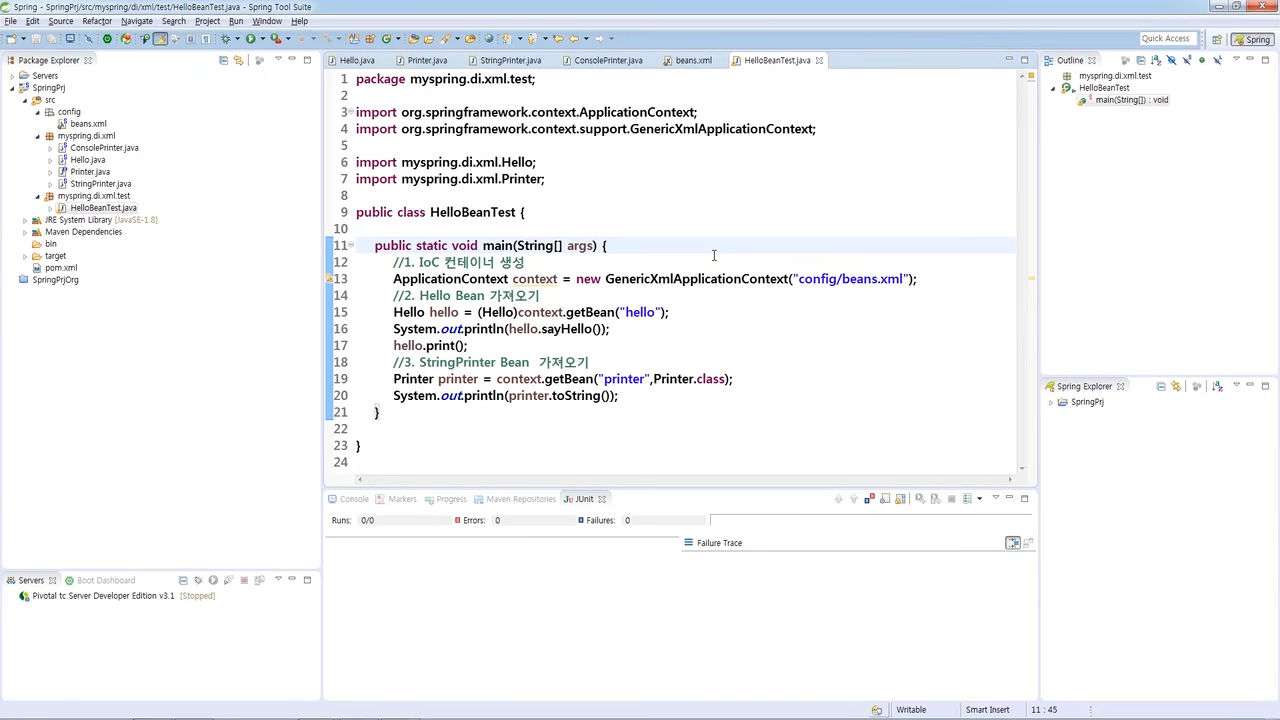 Spring - SpringPrj/src/myspring/di/xml/test/HelloBeanTest.java - Spring Tool Suite
File Edit Source Refactor Navigate Search Project Run Window Help
Quick Access Spring
Package Explorer
Servers
SpringPrj
src
config
beans.xml
myspring.di.xml
ConsolePrinter.java
Hello.java
Printer.java
StringPrinter.java
myspring.di.xml.test
HelloBeanTest.java
JRE System Library [JavaSE-1.8]
Maven Dependencies
bin
target
pom.xml
SpringPrjOrg
Hello.java Printer.java StringPrinter.java ConsolePrinter.java beans.xml HelloBeanTest.java
1 package myspring.di.xml.test;
2
3 import org.springframework.context.ApplicationContext;
4 import org.springframework.context.support.GenericXmlApplicationContext;
5
6 import myspring.di.xml.Hello;
7 import myspring.di.xml.Printer;
8
9 public class HelloBeanTest {
10
11 public static void main(String[] args) {
12 //1. IoC 컨테이너 생성
13 ApplicationContext context = new GenericXmlApplicationContext("config/beans.xml");
14 //2. Hello Bean 가져오기
15 Hello hello = (Hello)context.getBean("hello");
16 System.out.println(hello.sayHello());
17 hello.print();
18 //3. StringPrinter Bean 가져오기
19 Printer printer = context.getBean("printer",Printer.class);
20 System.out.println(printer.toString());
21 }
22
23 }
24
Outline
myspring.di.xml.test
HelloBeanTest
main(String[]) : void
Spring Explorer
SpringPrj
Console Markers Progress Maven Repositories JUnit
Runs: 0/0 Errors: 0 Failures: 0
Failure Trace
Servers Boot Dashboard
Pivotal tc Server Developer Edition v3.1 [Stopped]
Writable Smart Insert 11 : 45